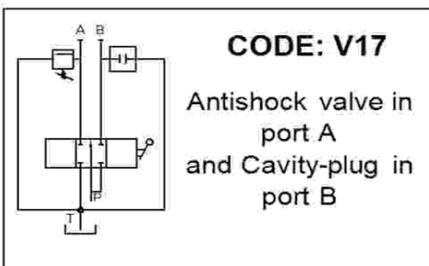 A B
CODE: V17
Antishock valve in
port A
and Cavity-plug in
port B
P
T